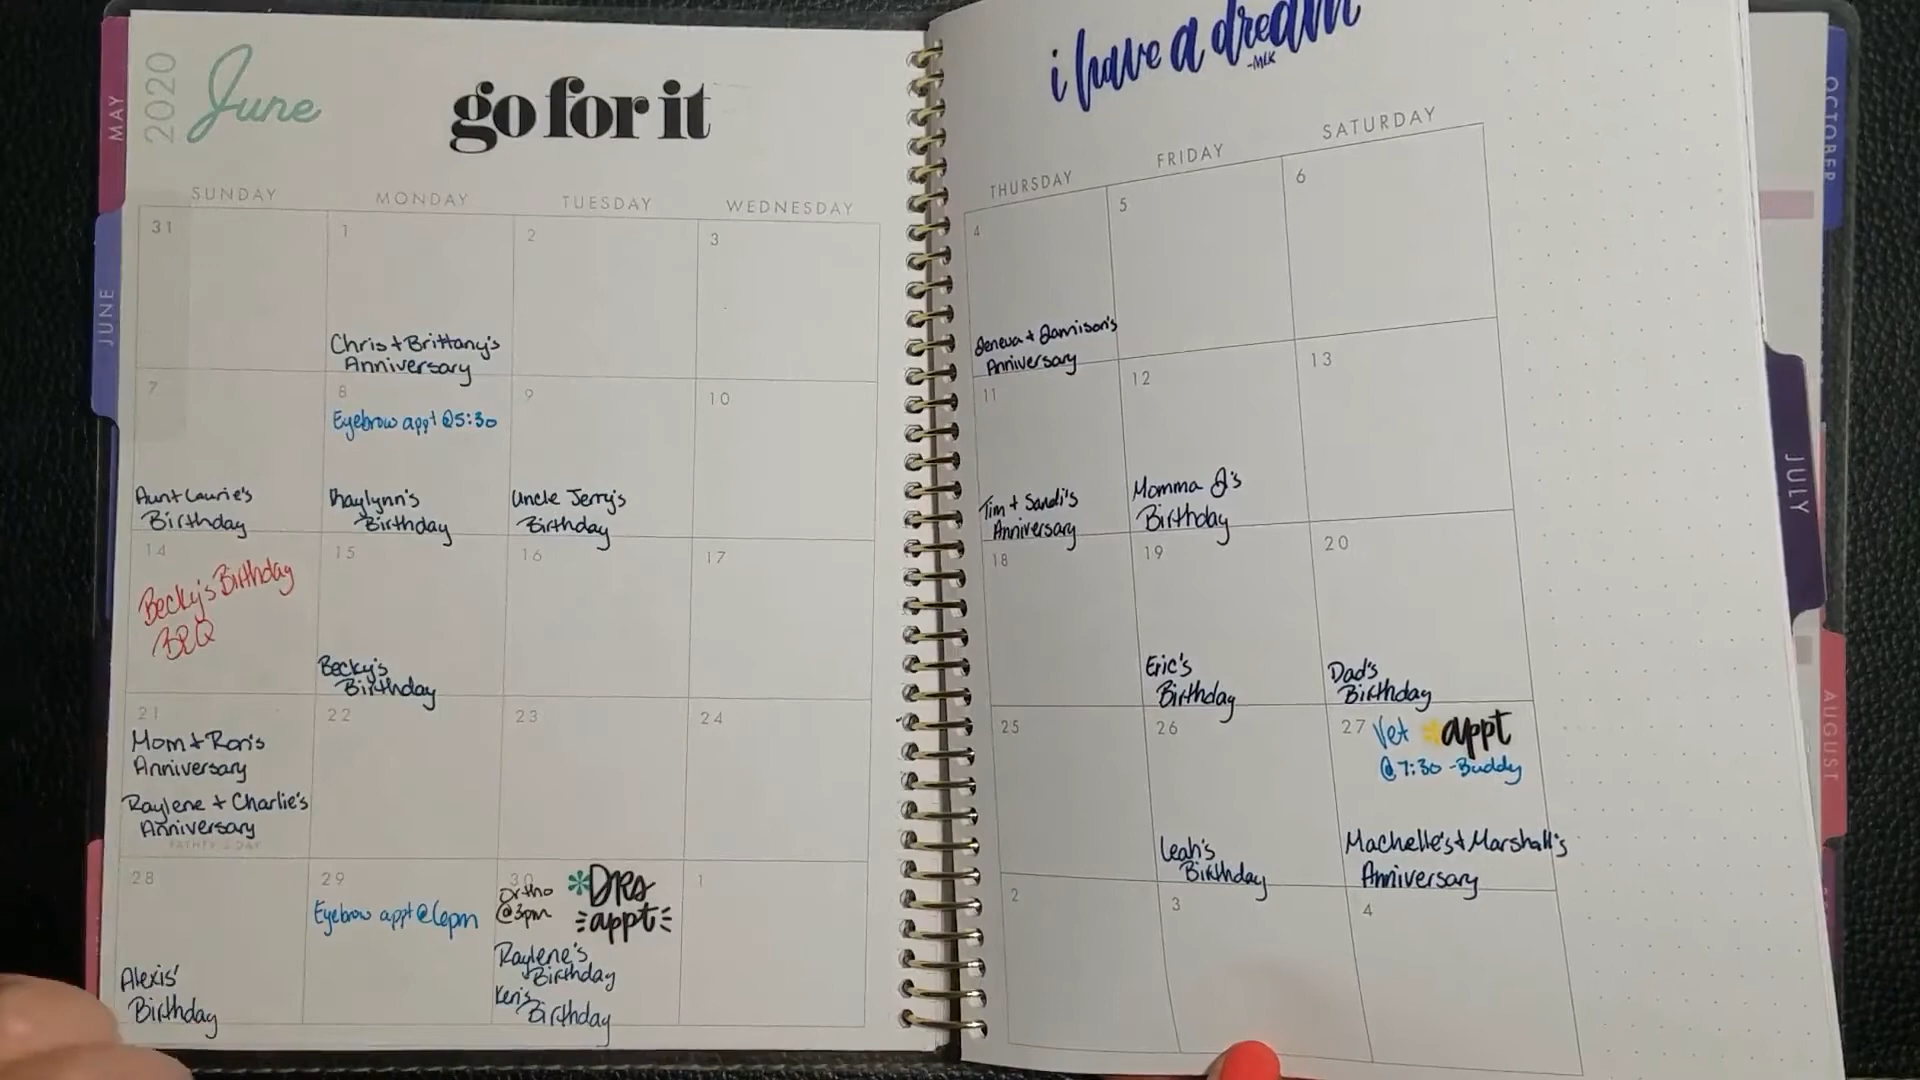 MAY
JUNE
2020
June
go for it
SUNDAY
MONDAY
TUESDAY
WEDNESDAY
31
1
2
3
Chris + Brittany's
Anniversary
7
8
9
10
Eyebrow appt @5:30
Aunt Laurie's
Birthday
Raylynn's
Birthday
Uncle Jerry's
Birthday
14
15
16
17
Becky's Birthday
BBQ
Becky's
Birthday
21
22
23
24
Mom + Ron's
Anniversary
Raylene + Charlie's
Anniversary
FATHER'S DAY
28
29
30
1
Eyebrow appt @6pm
Ortho
@3pm
*DRS
appt
Raylene's
Birthday
Ken's
Birthday
Alexis'
Birthday
i have a dream
-MLK
THURSDAY
FRIDAY
SATURDAY
4
5
6
Geneva + Jamison's
Anniversary
11
12
13
Tim + Sandi's
Anniversary
Momma J's
Birthday
18
19
20
Eric's
Birthday
Dad's
Birthday
25
26
27
Vet appt
@7:30 -Buddy
Leah's
Birthday
Machelle's + Marshall's
Anniversary
2
3
4
OCTOBER
JULY
AUGUST